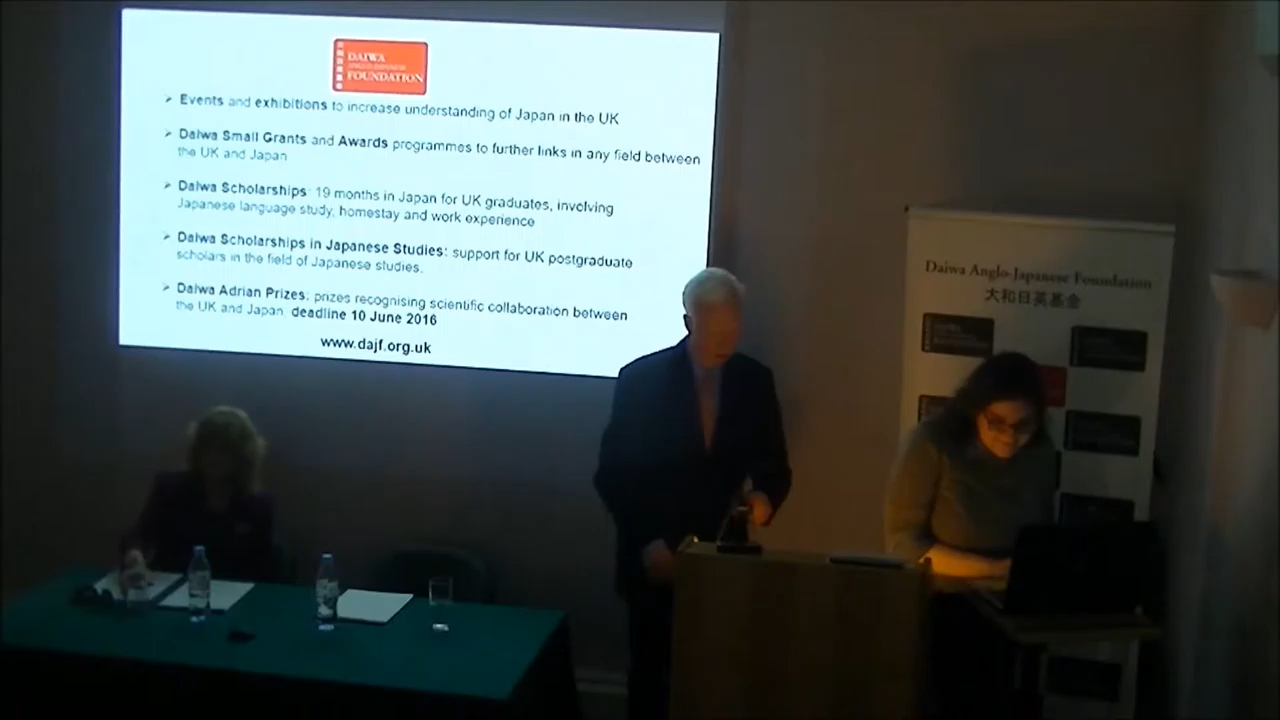 DAIWA
ANGLO-JAPANESE
FOUNDATION
➢ Events and exhibitions to increase understanding of Japan in the UK
➢ Daiwa Small Grants and Awards programmes to further links in any field between
the UK and Japan
➢ Daiwa Scholarships: 19 months in Japan for UK graduates, involving
Japanese language study, homestay and work experience
➢ Daiwa Scholarships in Japanese Studies: support for UK postgraduate
scholars in the field of Japanese studies.
➢ Daiwa Adrian Prizes: prizes recognising scientific collaboration between
the UK and Japan deadline 10 June 2016
www.dajf.org.uk
Daiwa Anglo-Japanese Foundation
大和日英基金